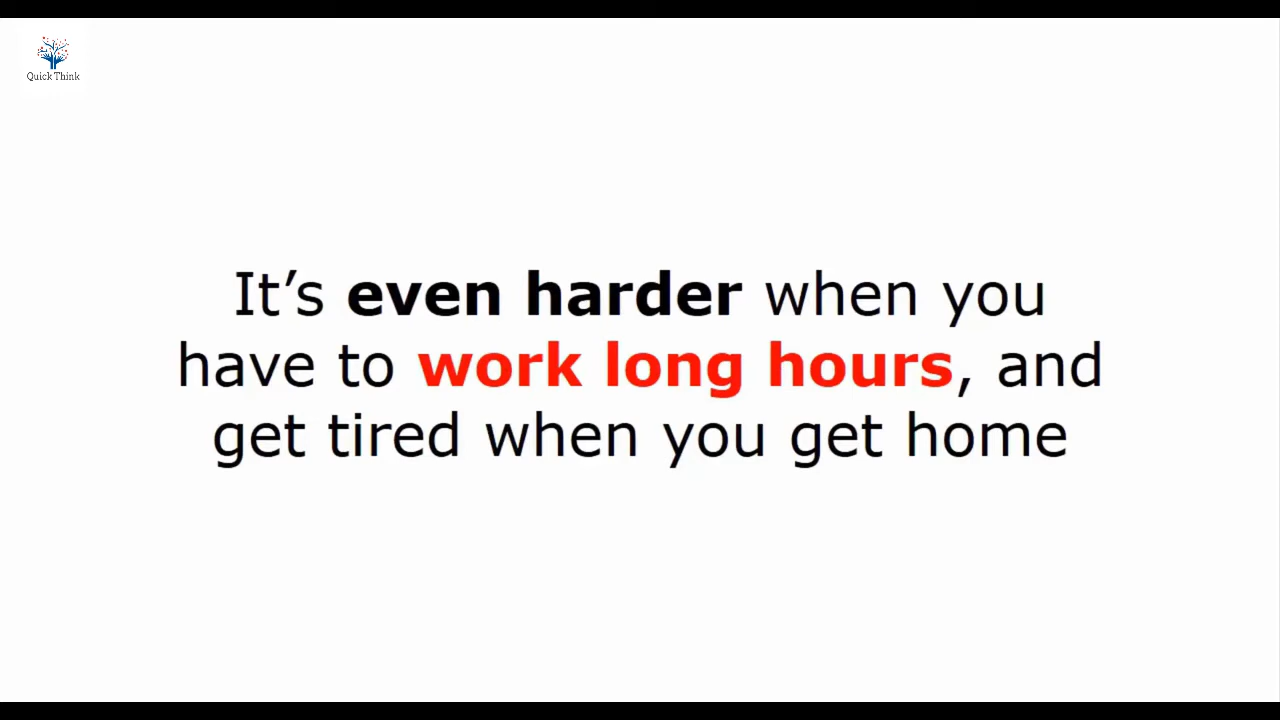 Quick Think
It’s even harder when you
have to work long hours, and
get tired when you get home